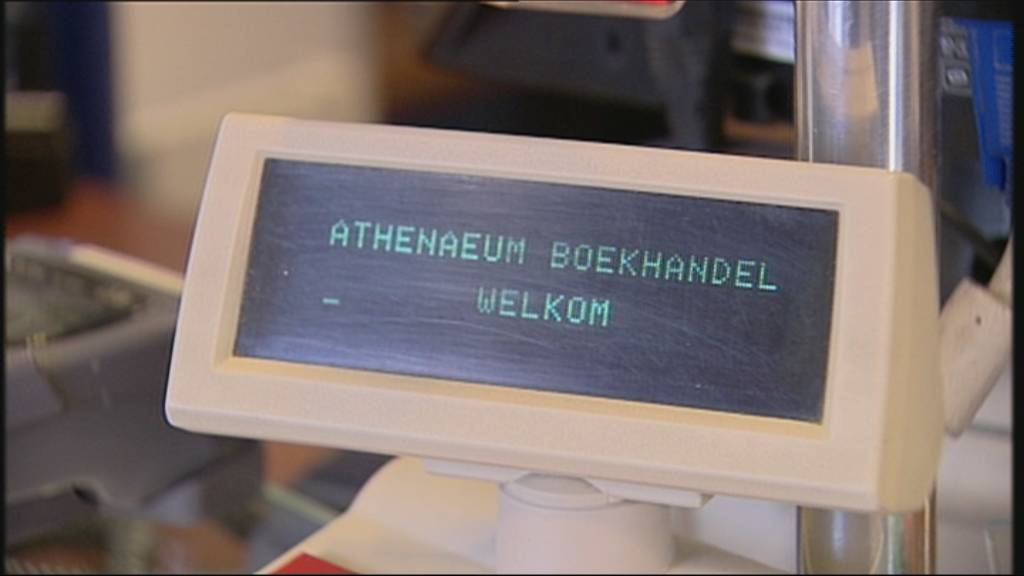 ATHENAEUM BOEKHANDEL
_ WELKOM